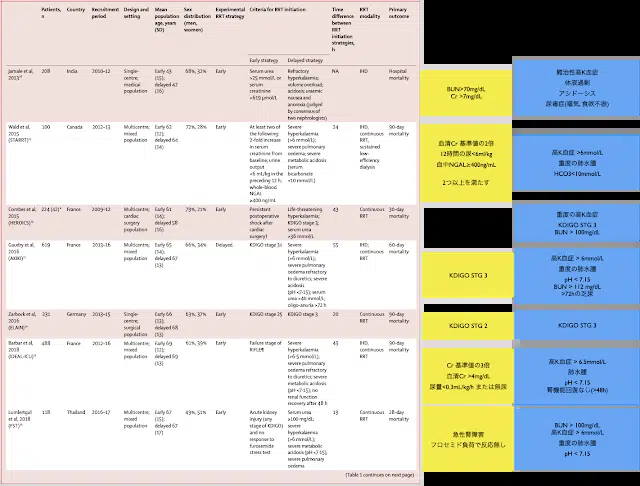 Patients, n
Country
Recruitment period
Design and setting
Mean population age, years (SD)
Sex distribution (men, women)
Experimental RRT strategy
Criteria for RRT initiation
Time difference between RRT initiation strategies, h
RRT modality
Primary outcome
Early strategy
Delayed strategy
Jamale et al, 2013
208
India
2010–12
Single-centre; medical population
Early 43 (15); delayed 42 (16)
68%, 32%
Early
Serum urea >25 mmol/L or serum creatinine >619 μmol/L
Refractory hyperkalaemia; volume overload; acidosis; uraemic nausea and anorexia (judged by consensus of two nephrologists)
NA
IHD
Hospital mortality
Wald et al, 2015 (STARRT)
100
Canada
2012–13
Multicentre; mixed population
Early 62 (12); delayed 64 (14)
72%, 28%
Early
At least two of the following: 2-fold increase in serum creatinine from baseline, urine output <6 mL/kg in the preceding 12 h, whole-blood NGAL ≥400 ng/mL
Severe hyperkalaemia (>6 mmol/L); severe pulmonary oedema; severe metabolic acidosis (serum bicarbonate <10 mmol/L)
24
IHD, continuous RRT, sustained low-efficiency dialysis
90-day mortality
Combes et al, 2015 (HEROICS)
224
France
2009–12
Multicentre; cardiac surgery population
Early 61 (14); delayed 58 (16)
79%, 21%
Early
Persistent postoperative shock after cardiac surgery
Life-threatening hyperkalaemia; KDIGO stage 3; serum urea >36 mmol/L
43
Continuous RRT
30-day mortality
Gaudry et al, 2016 (AKIKI)
619
France
2013–16
Multicentre; mixed population
Early 65 (14); delayed 67 (13)
66%, 34%
Delayed
KDIGO stage 3
Severe hyperkalaemia (>6 mmol/L); severe pulmonary oedema refractory to diuretics; severe acidosis (pH <7·15); serum urea >40 mmol/L; oligo-anuria >72 h
55
IHD, continuous RRT
60-day mortality
Zarbock et al, 2016 (ELAIN)
231
Germany
2013–15
Single-centre; surgical population
Early 66 (12); delayed 68 (13)
63%, 37%
Early
KDIGO stage 2
KDIGO stage 3
20
Continuous RRT
90-day mortality
Barbar et al, 2018 (IDEAL-ICU)
488
France
2012–16
Multicentre; mixed population
Early 69 (12); delayed 69 (13)
61%, 39%
Early
Failure stage of RIFLE
Severe hyperkalaemia (>6·5 mmol/L); severe pulmonary oedema refractory to diuretics; severe metabolic acidosis (pH <7·15); no renal function recovery after 48 h
45
IHD, continuous RRT
90-day mortality
Lumlertgul et al, 2018 (FST)
118
Thailand
2016–17
Multicentre; mixed population
Early 67 (15); delayed 67 (17)
49%, 51%
Early
Acute kidney injury (any stage of KDIGO) and no response to furosemide stress test
Serum urea ≥100 mg/dL; severe hyperkalaemia (>6 mmol/L); severe metabolic acidosis (pH <7·15); severe pulmonary oedema
19
Continuous RRT
28-day mortality
(Table 1 continues on next page)
BUN>70mg/dL
Cr >7mg/dL
難治性高K血症
体液過剰
アシドーシス
尿毒症(嘔気, 食欲不振)
血清Cr 基準値の2倍
12時間の尿<6ml/kg
血中NGAL≥400ng/mL
2つ以上を満たす
高K血症 >6mmol/L
重度の肺水腫
HCO3<10mmol/L
重度の高K血症
KDIGO STG 3
BUN > 100mg/dL
KDIGO STG 3
高K血症 > 6mmol/L
重度の肺水腫
pH < 7.15
BUN > 112 mg/dL
>72hの乏尿
KDIGO STG 2
KDIGO STG 3
Cr 基準値の3倍
血清Cr >4mg/dL
尿量<0.3mL/kg/h または無尿
高K血症 > 6.5mmol/L
肺水腫
pH < 7.15
腎機能回復なし(>48h)
急性腎障害
フロセミド負荷で反応無し
BUN > 100mg/dL
高K血症 > 6mmol/L
重度の肺水腫
pH < 7.15